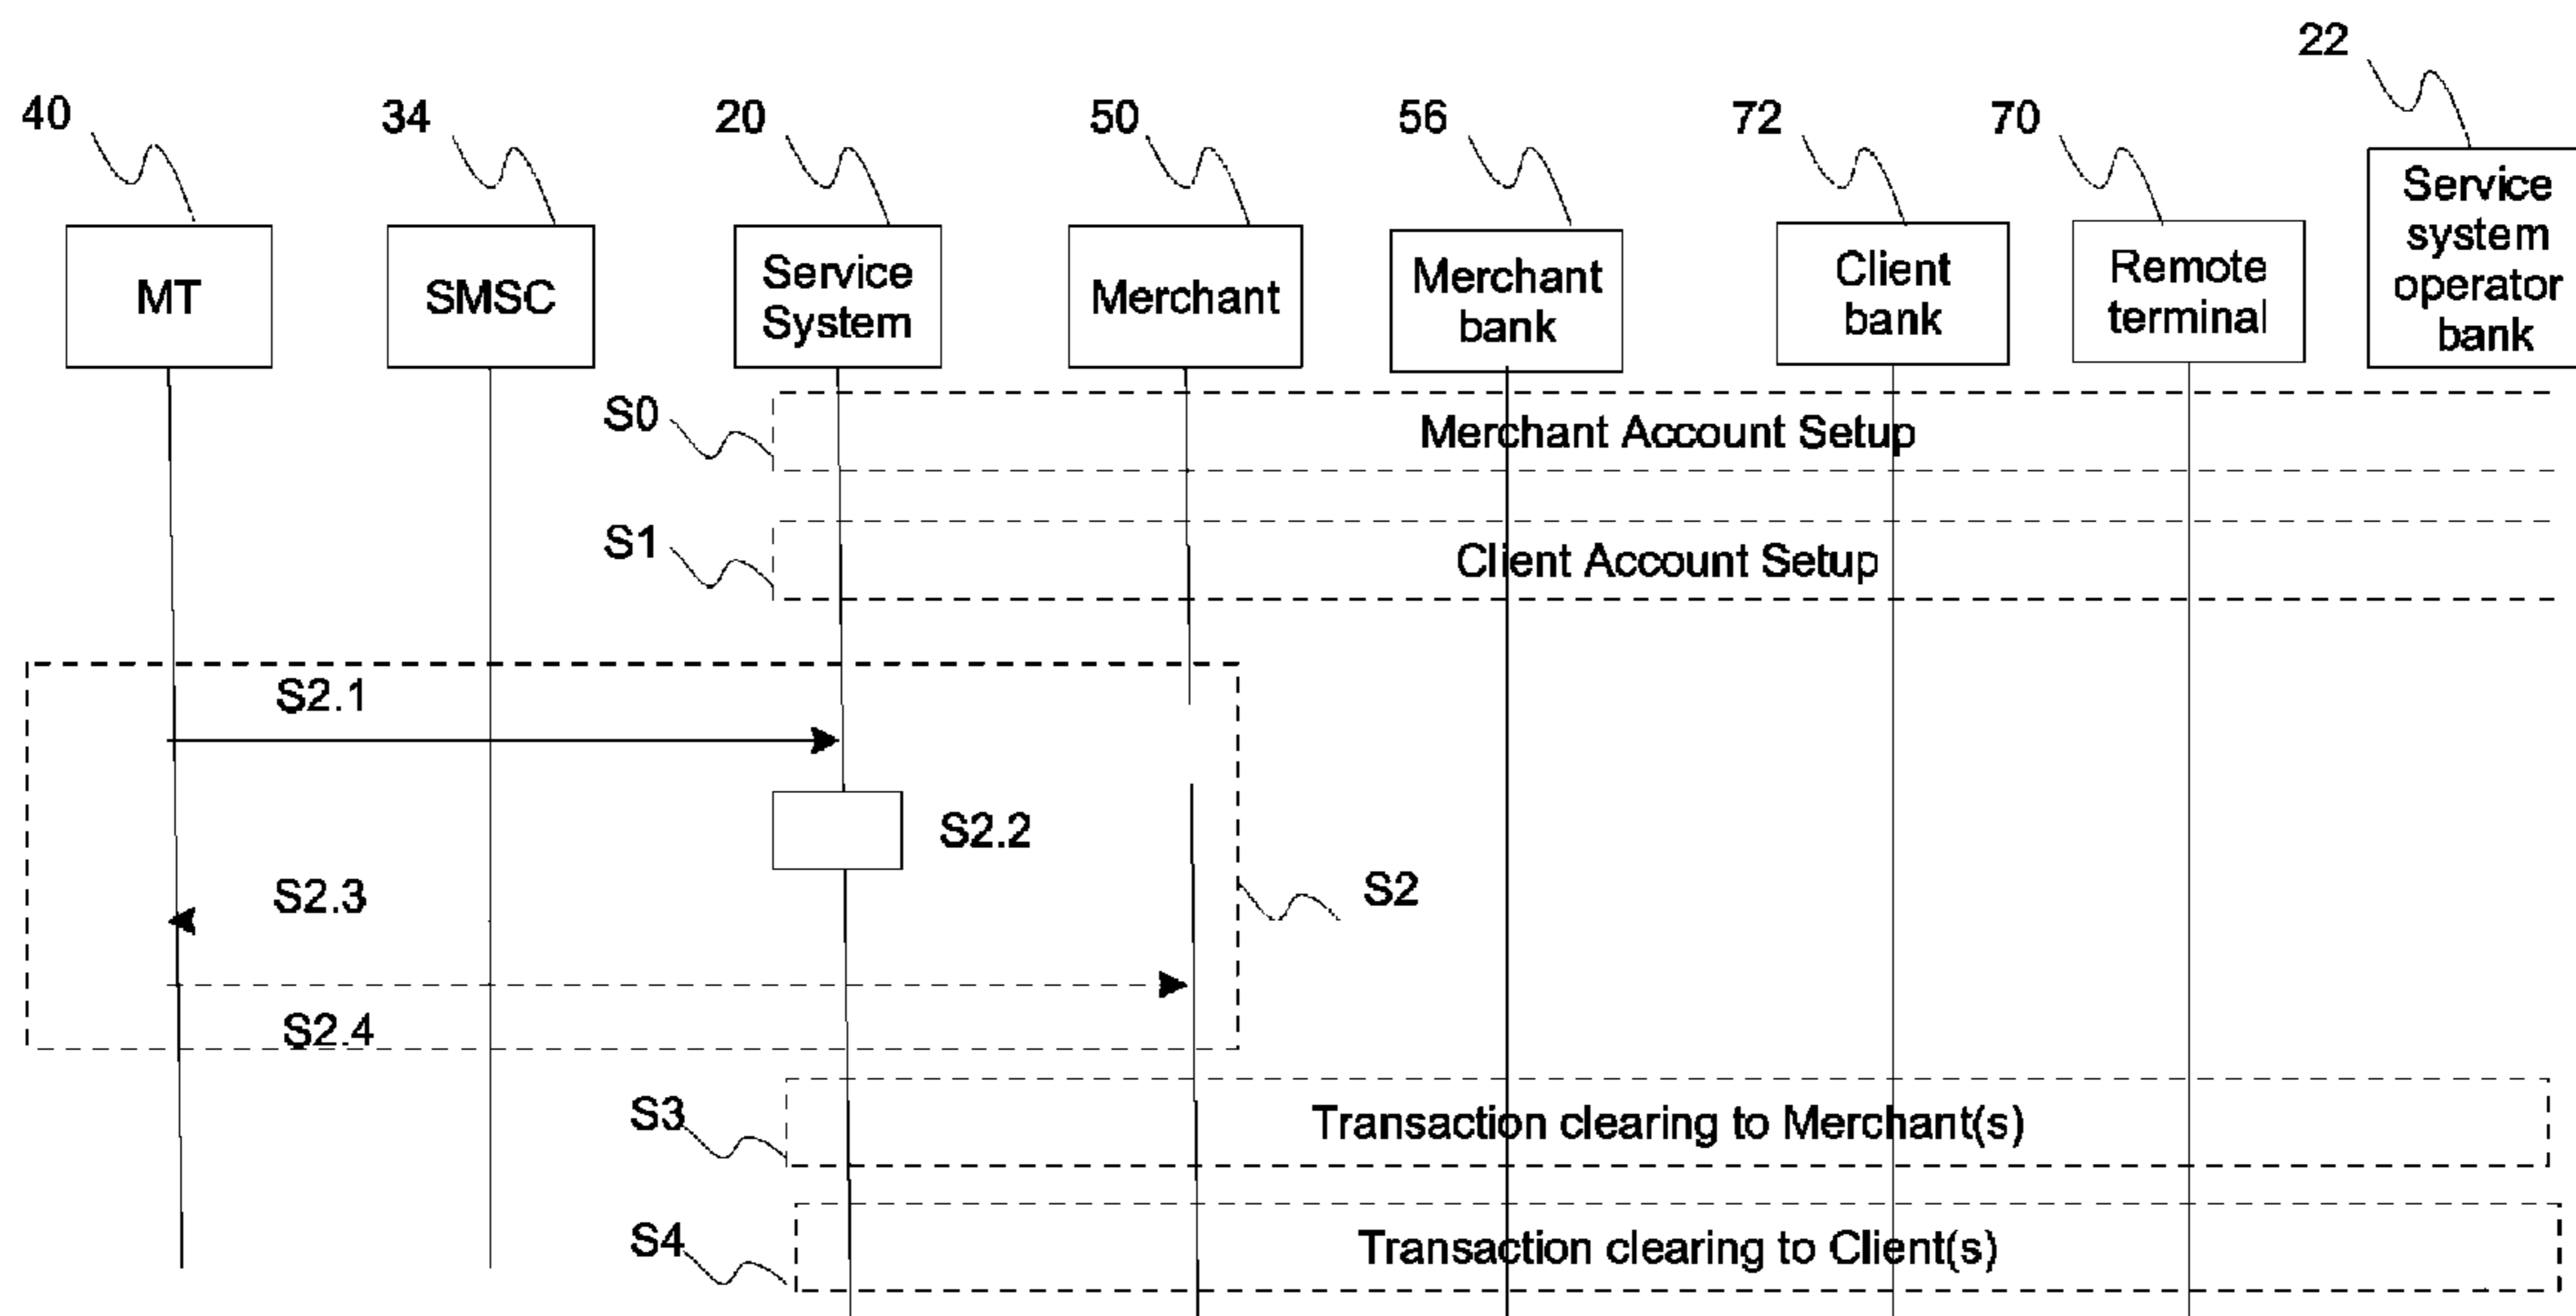 22
40
34
20
50
56
72
70
MT
SMSC
Service
System
Merchant
Merchant
bank
Client
bank
Remote
terminal
Service
system
operator
bank
S0
Merchant Account Setup
S1
Client Account Setup
S2.1
S2.2
S2.3
S2
S2.4
S3
Transaction clearing to Merchant(s)
S4
Transaction clearing to Client(s)